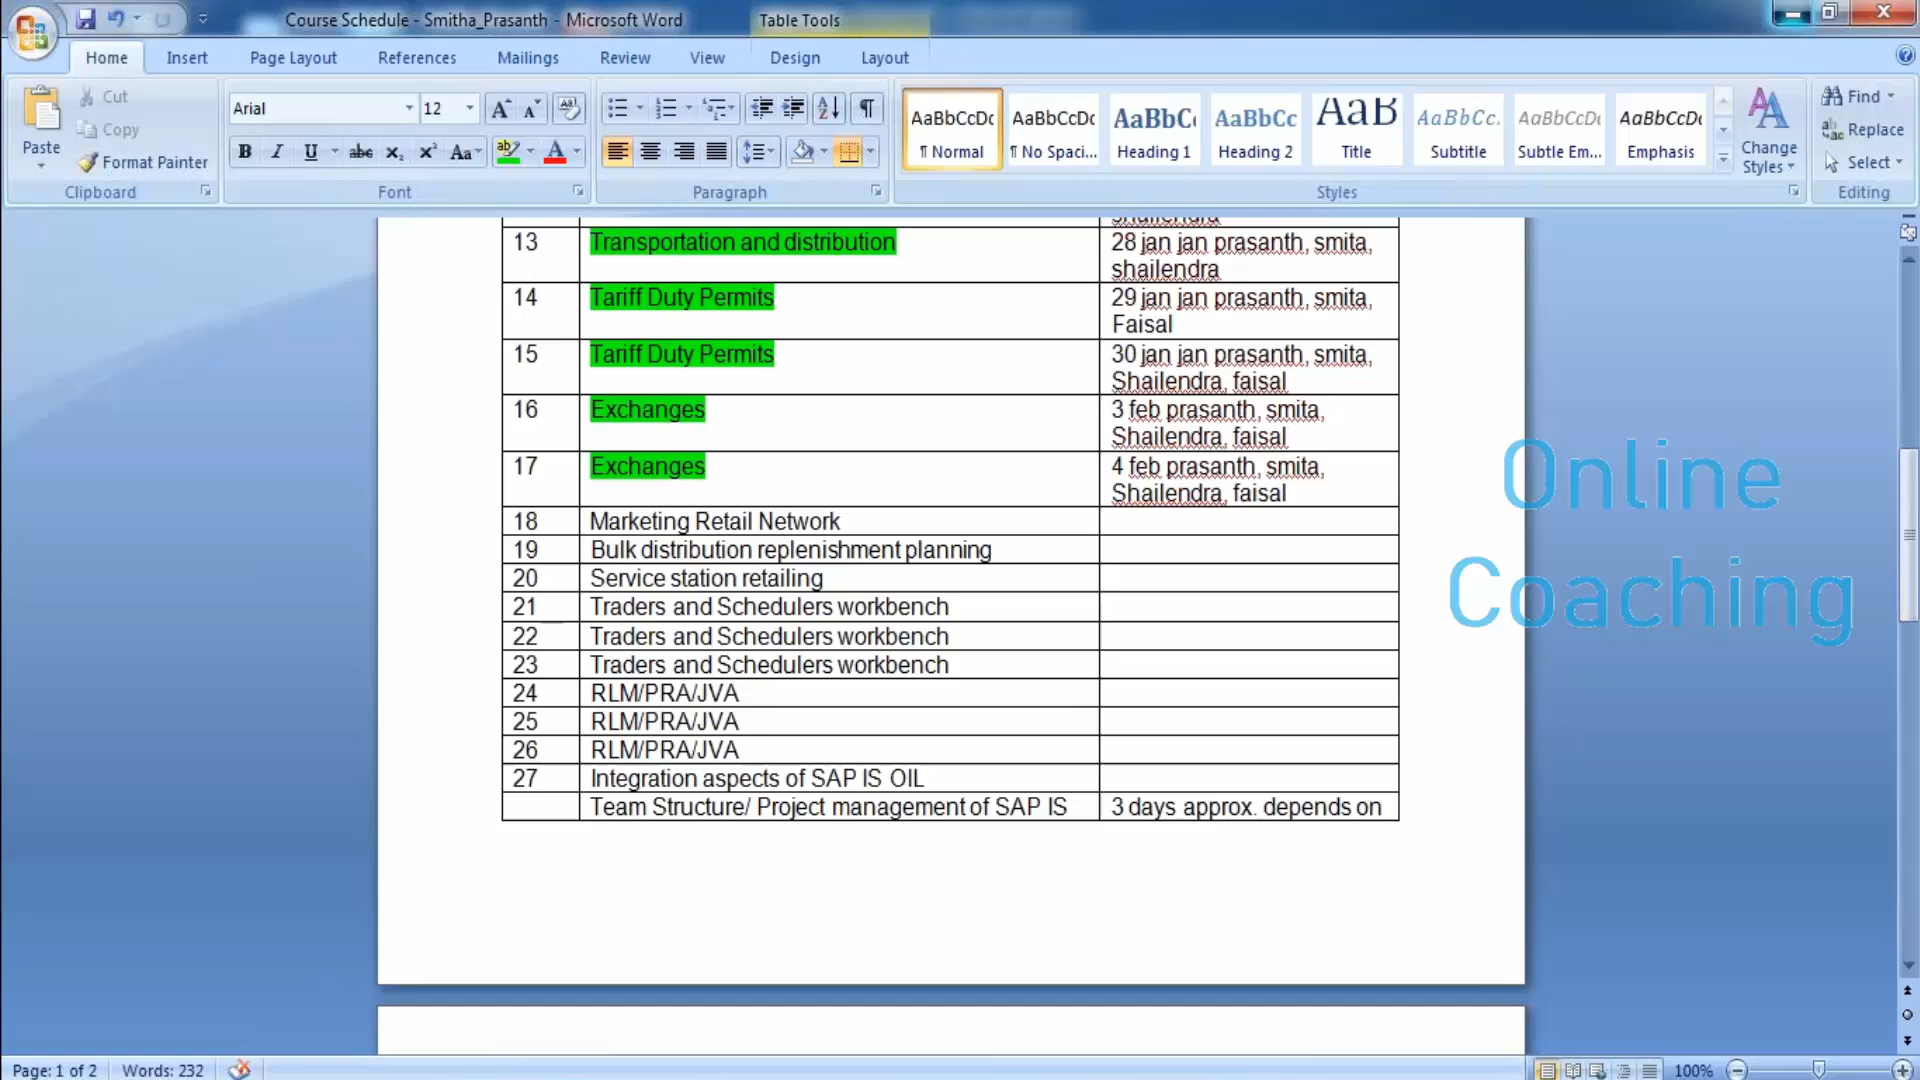 Course Schedule - Smitha_Prasanth - Microsoft Word
Table Tools
Home
Insert
Page Layout
References
Mailings
Review
View
Design
Layout
Paste
Cut
Copy
Format Painter
Clipboard
Arial
12
Font
Paragraph
AaBbCcDc
¶ Normal
AaBbCcDc
¶ No Spaci...
AaBbC
Heading 1
AaBbCc
Heading 2
AaB
Title
AaBbCc.
Subtitle
AaBbCcDc
Subtle Em...
AaBbCcDc
Emphasis
Change
Styles
Styles
Find
Replace
Select
Editing
shailendra
13 Transportation and distribution 28 jan jan prasanth, smita,
shailendra
14 Tariff Duty Permits 29 jan jan prasanth, smita,
Faisal
15 Tariff Duty Permits 30 jan jan prasanth, smita,
Shailendra, faisal
16 Exchanges 3 feb prasanth, smita,
Shailendra, faisal
17 Exchanges 4 feb prasanth, smita,
Shailendra, faisal
18 Marketing Retail Network
19 Bulk distribution replenishment planning
20 Service station retailing
21 Traders and Schedulers workbench
22 Traders and Schedulers workbench
23 Traders and Schedulers workbench
24 RLM/PRA/JVA
25 RLM/PRA/JVA
26 RLM/PRA/JVA
27 Integration aspects of SAP IS OIL
Team Structure/ Project management of SAP IS 3 days approx. depends on
Online
Coaching
Page: 1 of 2
Words: 232
100%